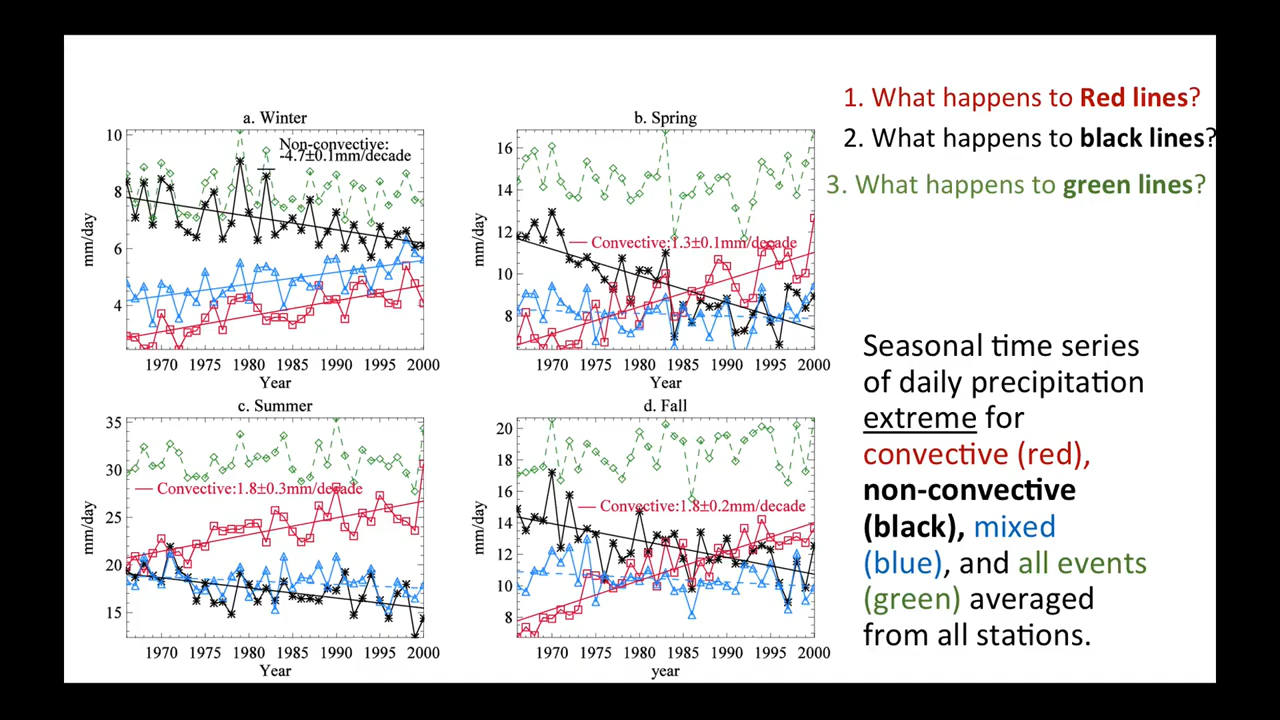 1. What happens to Red lines?
2. What happens to black lines?
3. What happens to green lines?
a. Winter
10
8
6
4
mm/day
Non-convective:
-4.7±0.1mm/decade
1970 1975 1980 1985 1990 1995 2000
Year
b. Spring
16
14
12
10
8
mm/day
Convective:1.3±0.1mm/decade
1970 1975 1980 1985 1990 1995 2000
Year
c. Summer
35
30
25
20
15
mm/day
Convective:1.8±0.3mm/decade
1970 1975 1980 1985 1990 1995 2000
Year
d. Fall
20
18
16
14
12
10
8
mm/day
Convective:1.8±0.2mm/decade
1970 1975 1980 1985 1990 1995 2000
year
Seasonal time series
of daily precipitation
extreme for
convective (red),
non-convective
(black), mixed
(blue), and all events
(green) averaged
from all stations.